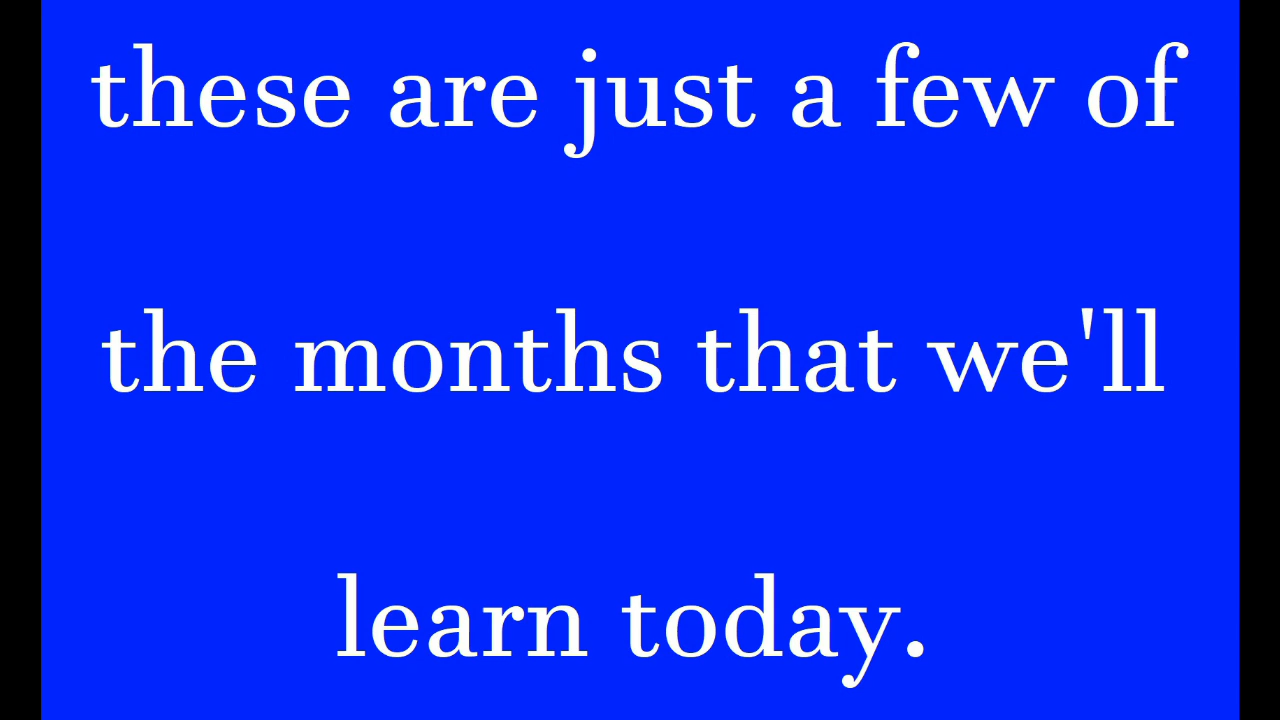 these are just a few of
the months that we'll
learn today.